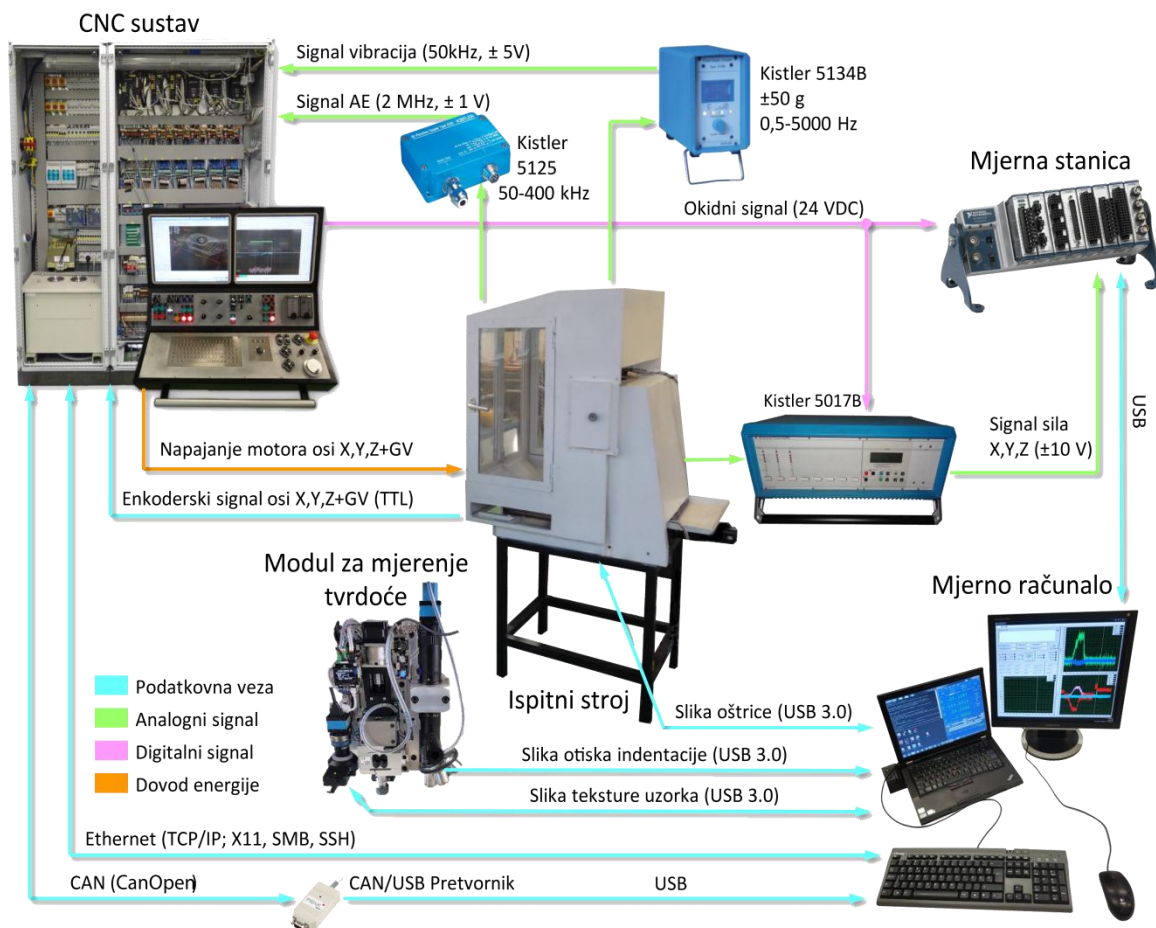 CNC sustav
Signal vibracija (50kHz, ± 5V)
Signal AE (2 MHz, ± 1 V)
Kistler 5134B
±50 g
0,5-5000 Hz
Kistler
5125
50-400 kHz
Mjerna stanica
Okidni signal (24 VDC)
Kistler 5017B
Signal sila
X,Y,Z (±10 V)
USB
Napajanje motora osi X,Y,Z+GV
Enkoderski signal osi X,Y,Z+GV (TTL)
Modul za mjerenje
tvrdoće
Mjerno računalo
Ispitni stroj
Podatkovna veza
Analogni signal
Digitalni signal
Dovod energije
Slika oštrice (USB 3.0)
Slika otiska indentacije (USB 3.0)
Slika teksture uzorka (USB 3.0)
Ethernet (TCP/IP; X11, SMB, SSH)
CAN (CanOpen)
CAN/USB Pretvornik
USB